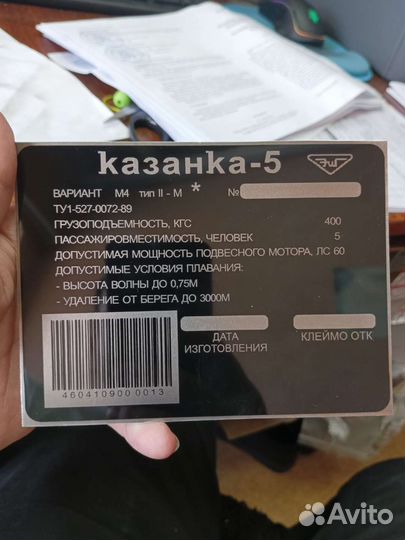 казанка-5
ВАРИАНТ М4 тип II - М * №
ТУ1-527-0072-89
ГРУЗОПОДЪЕМНОСТЬ, КГС 400
ПАССАЖИРОВМЕСТИМОСТЬ, ЧЕЛОВЕК 5
ДОПУСТИМАЯ МОЩНОСТЬ ПОДВЕСНОГО МОТОРА, ЛС 60
ДОПУСТИМЫЕ УСЛОВИЯ ПЛАВАНИЯ:
- ВЫСОТА ВОЛНЫ ДО 0,75М
- УДАЛЕНИЕ ОТ БЕРЕГА ДО 3000М
ДАТА ИЗГОТОВЛЕНИЯ
КЛЕЙМО ОТК
460410900 0013
Avito